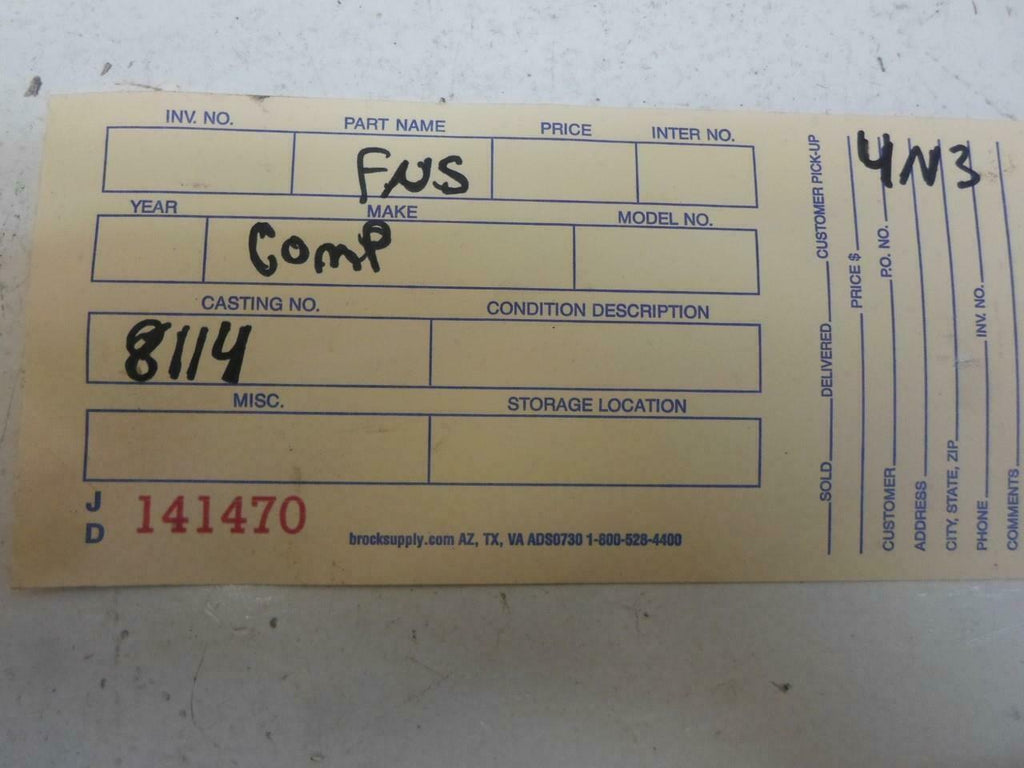 INV. NO. PART NAME PRICE INTER NO.
FNS
YEAR MAKE MODEL NO.
Comp
CASTING NO. CONDITION DESCRIPTION
8114
MISC. STORAGE LOCATION
J
D
141470
brocksupply.com AZ, TX, VA ADS0730 1-800-528-4400
4N3
SOLD DELIVERED CUSTOMER PICK-UP
PRICE $
CUSTOMER P.O. NO.
ADDRESS
CITY, STATE, ZIP
PHONE INV. NO.
COMMENTS